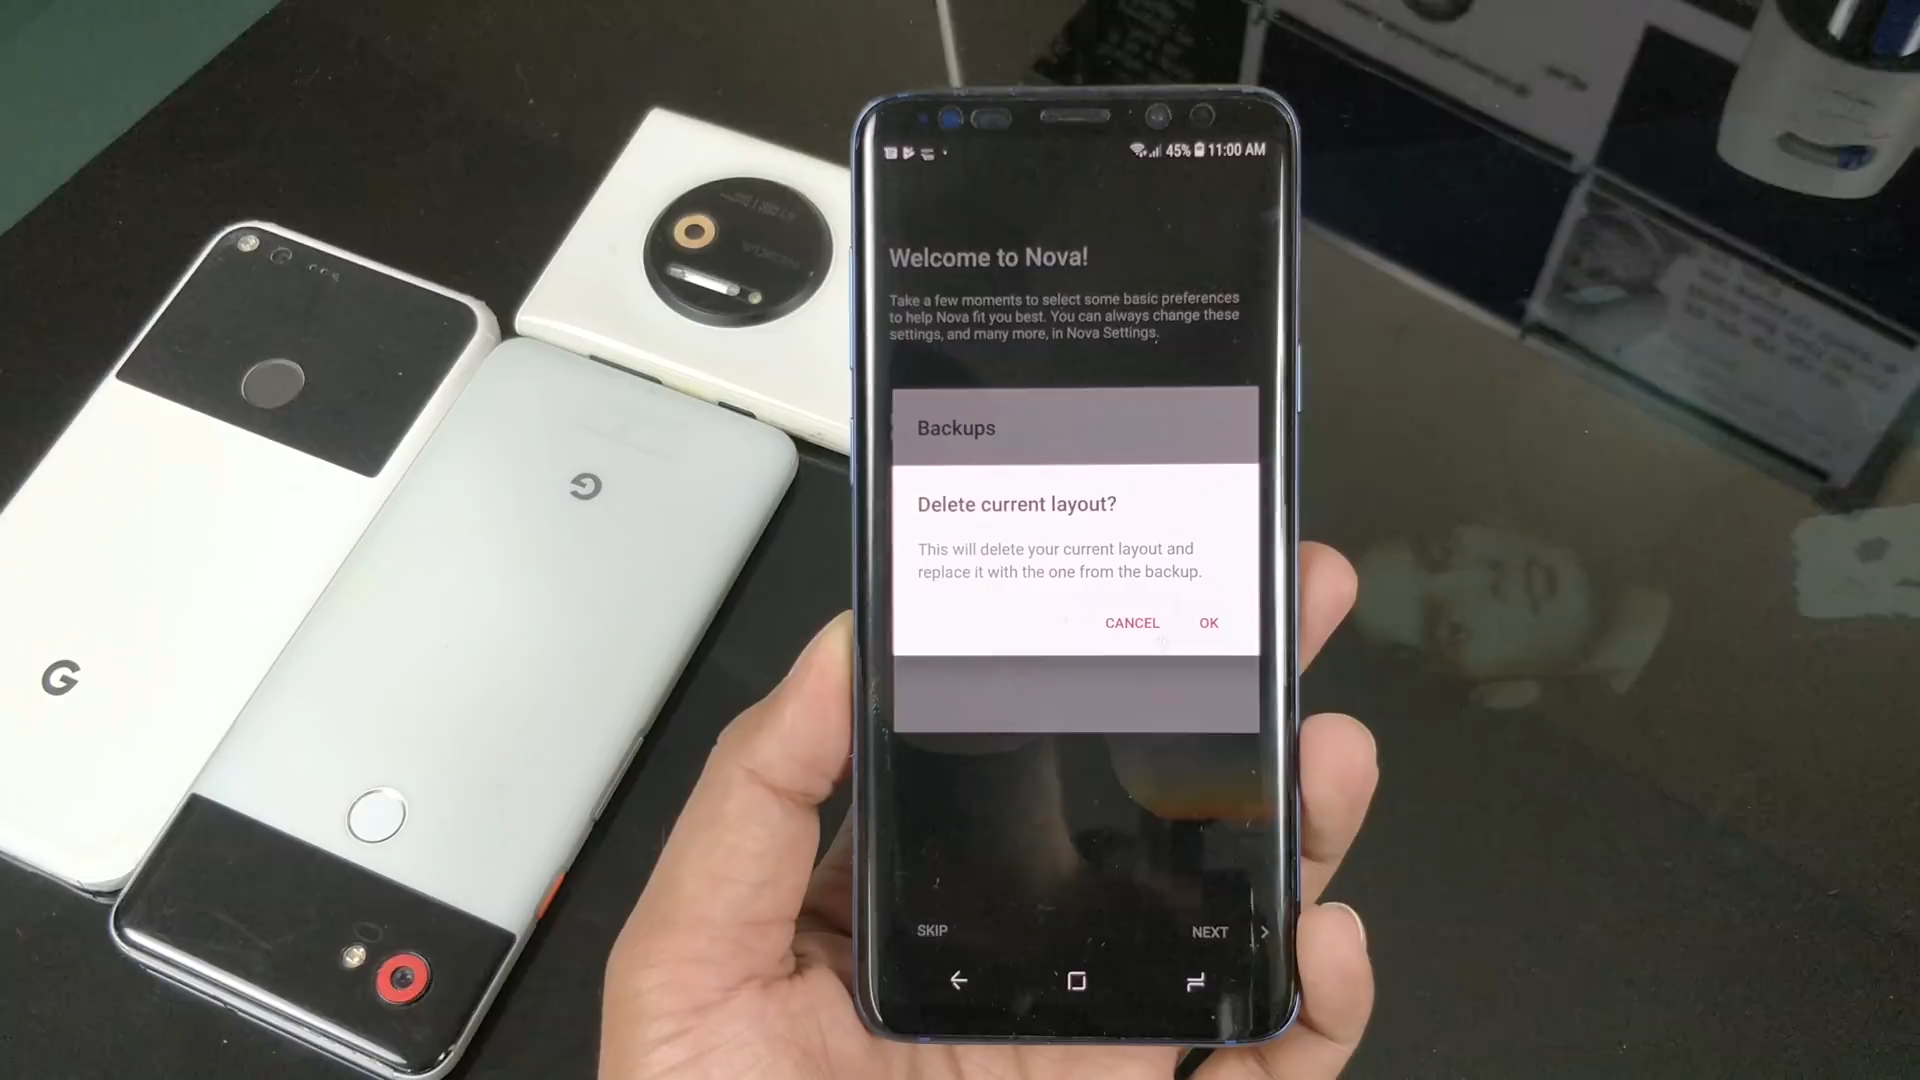 45% 11:00 AM
Welcome to Nova!
Take a few moments to select some basic preferences
to help Nova fit you best. You can always change these
settings, and many more, in Nova Settings.
Backups
Delete current layout?
This will delete your current layout and
replace it with the one from the backup.
CANCEL OK
SKIP NEXT
G
G
NOKIA